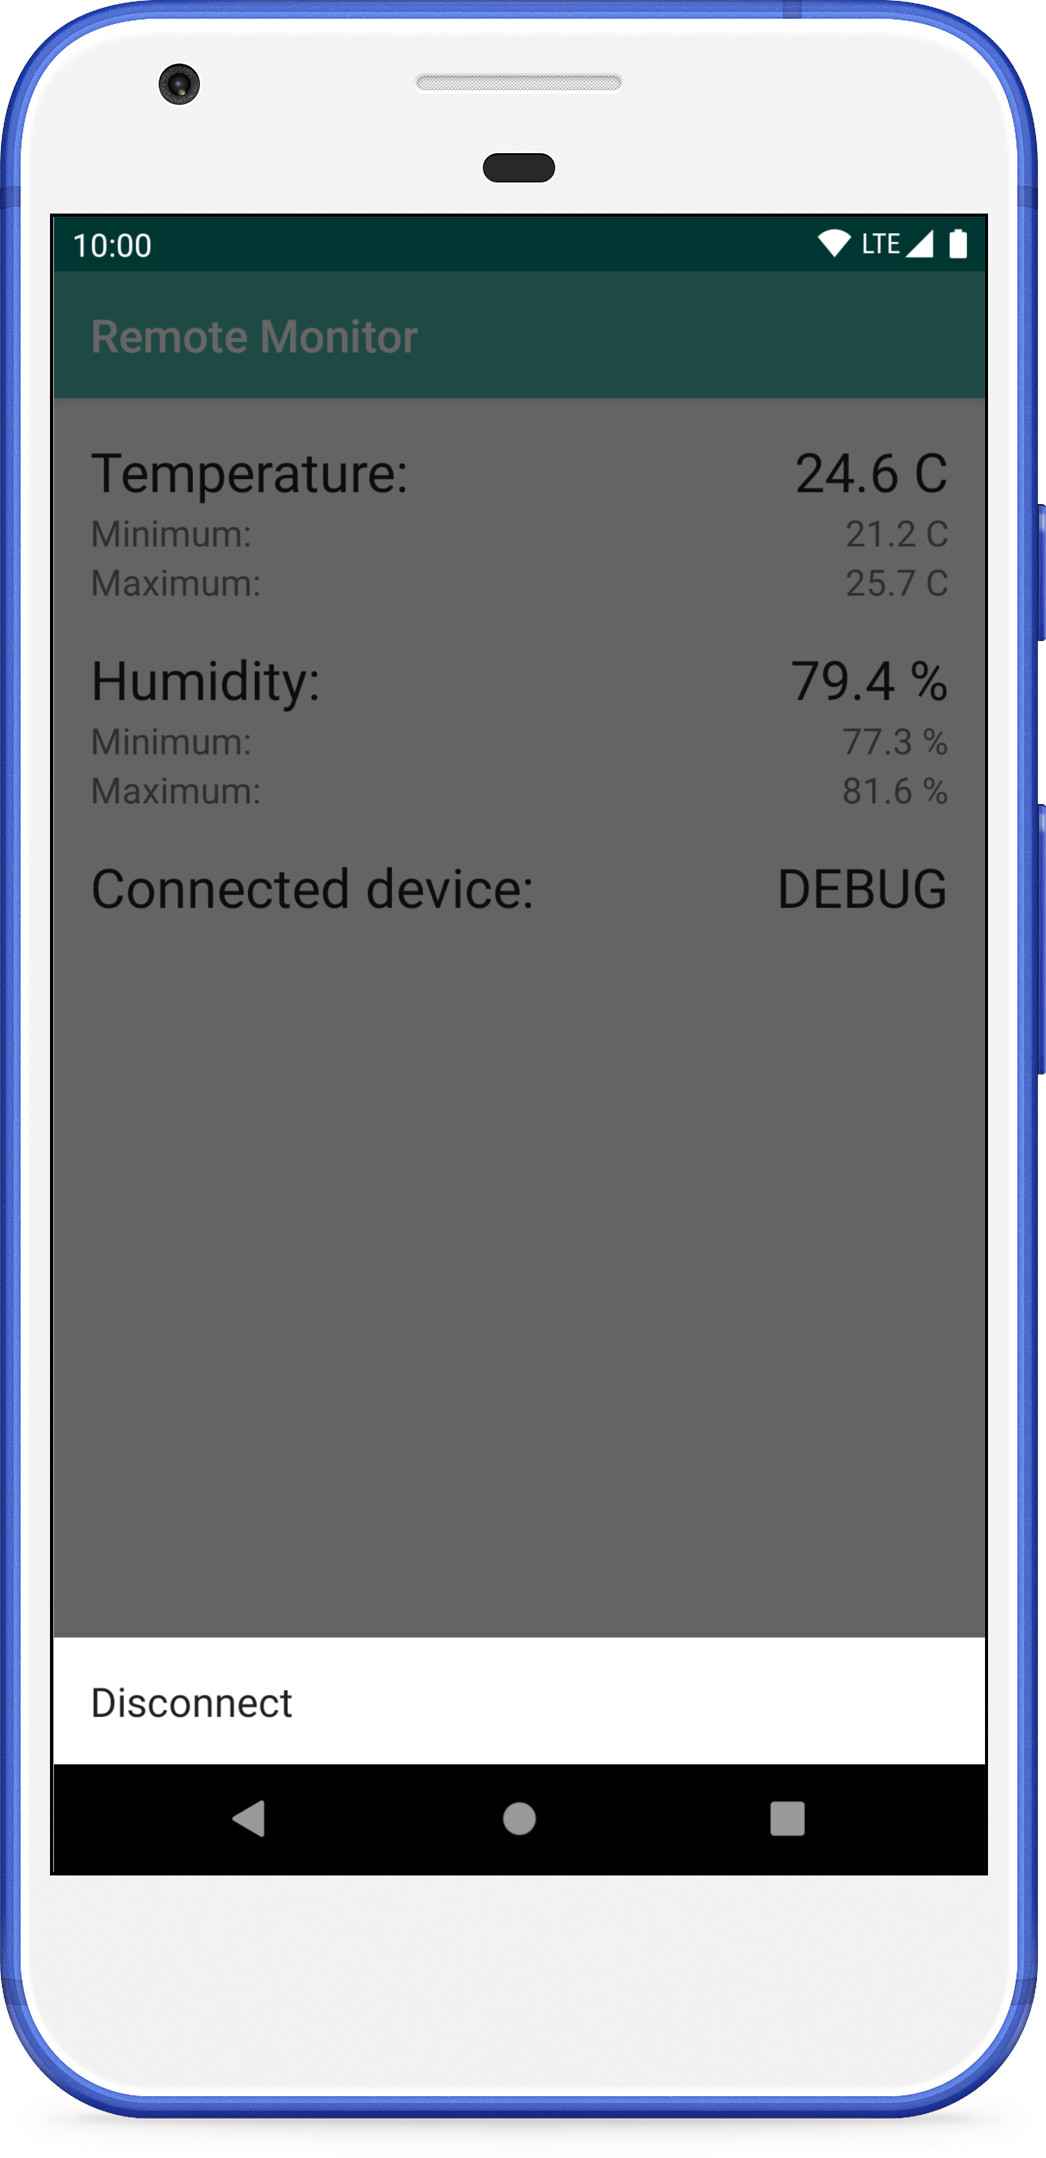 10:00 LTE
Remote Monitor
Temperature: 24.6 C
Minimum: 21.2 C
Maximum: 25.7 C
Humidity: 79.4 %
Minimum: 77.3 %
Maximum: 81.6 %
Connected device: DEBUG
Disconnect